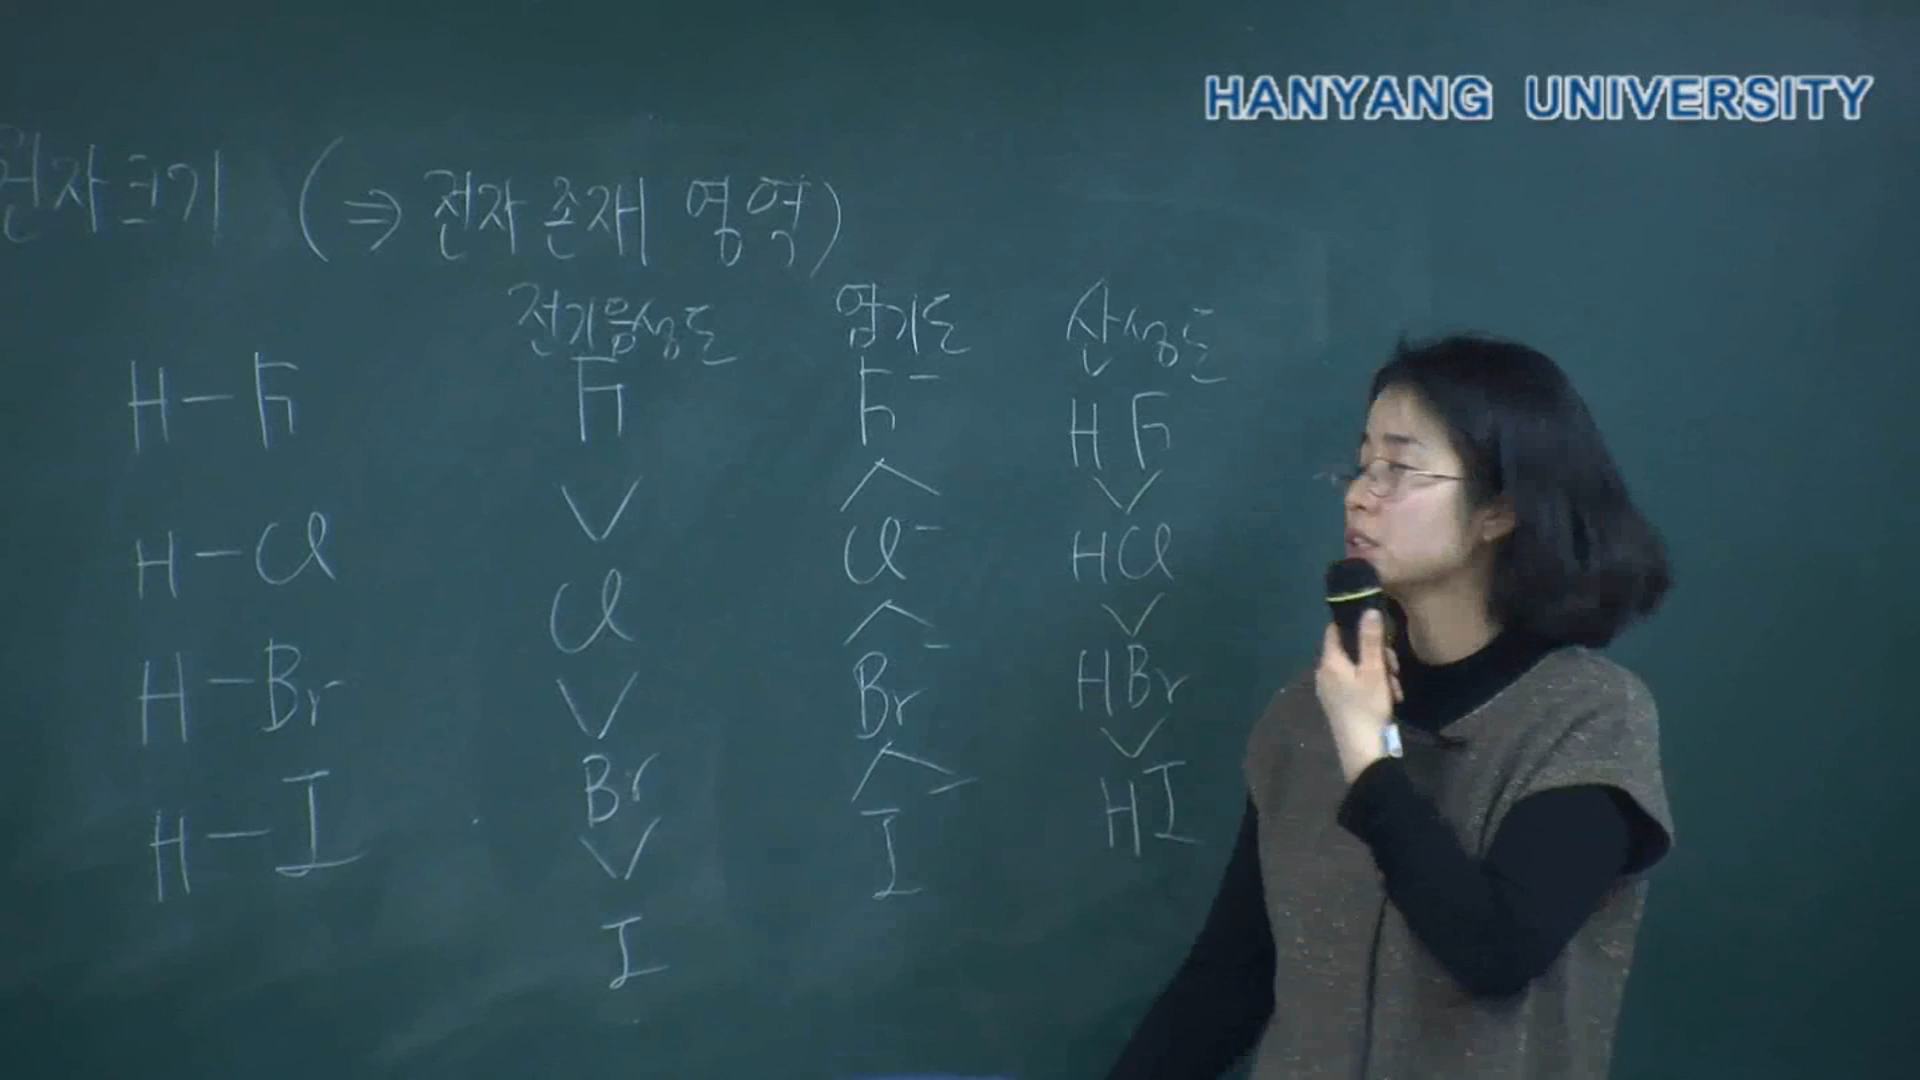 HANYANG UNIVERSITY
원자크기 (⇒ 전자 존재 영역)
전기음성도 염기도 산성도
H-F F F⁻ HF
∨ ∧ ∨
H-Cl Cl Cl⁻ HCl
∨ ∧ ∨
H-Br Br Br⁻ HBr
∨ ∧ ∨
H-I I I⁻ HI